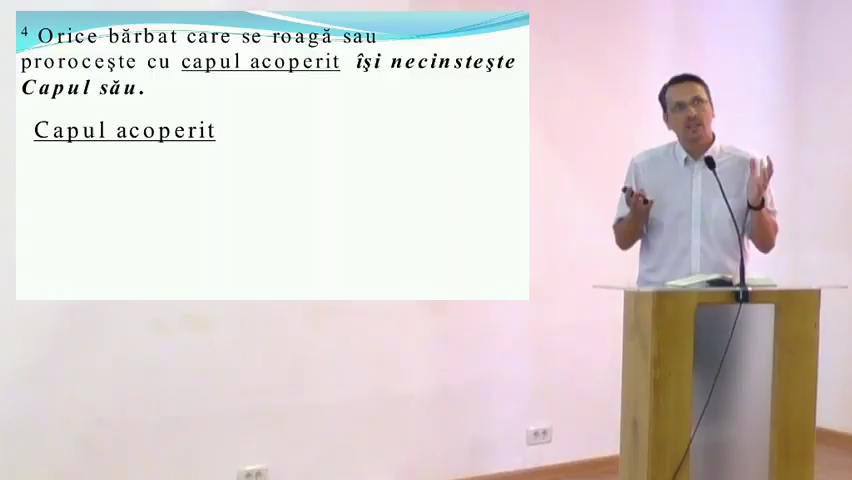 4 Orice bărbat care se roagă sau
proroceşte cu capul acoperit îşi necinsteşte
Capul său.
Capul acoperit